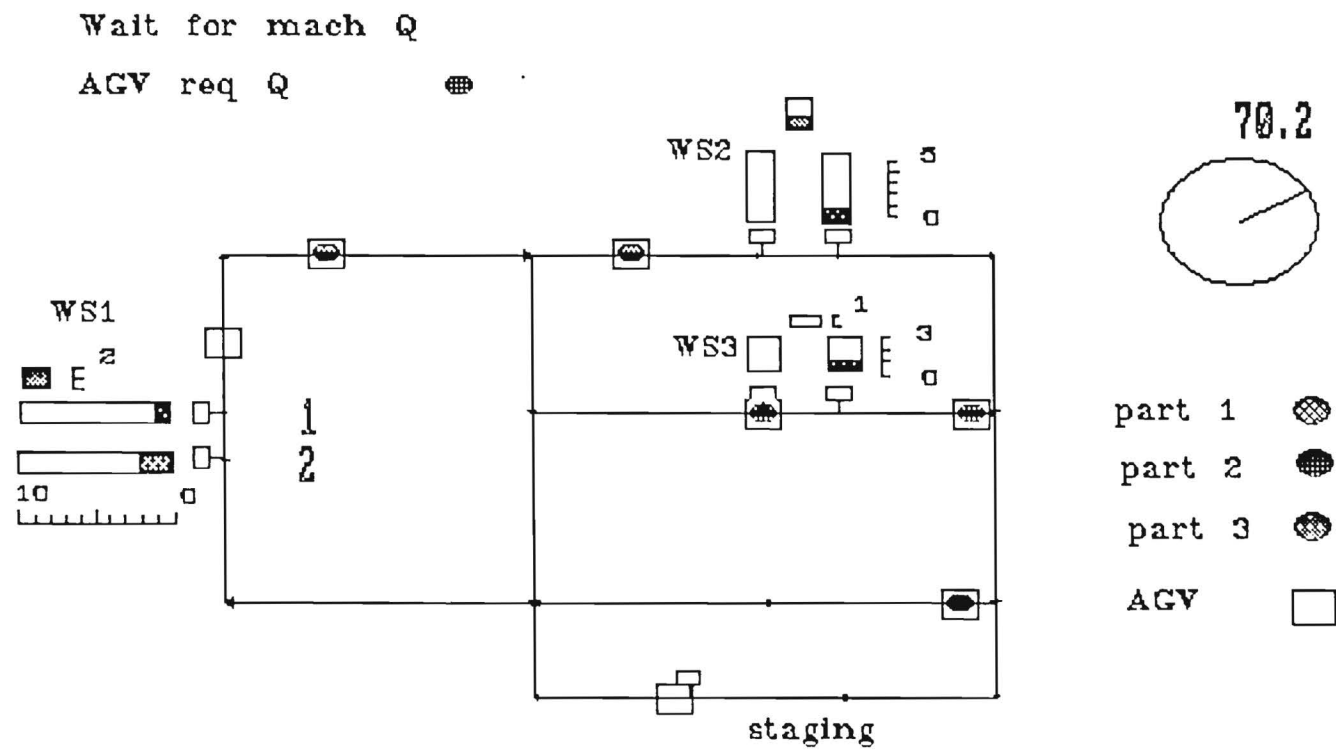 Wait for mach Q
AGV req Q
70.2
WS2
5
0
WS1
2
1
WS3
3
0
1
2
10
0
part 1
part 2
part 3
AGV
staging